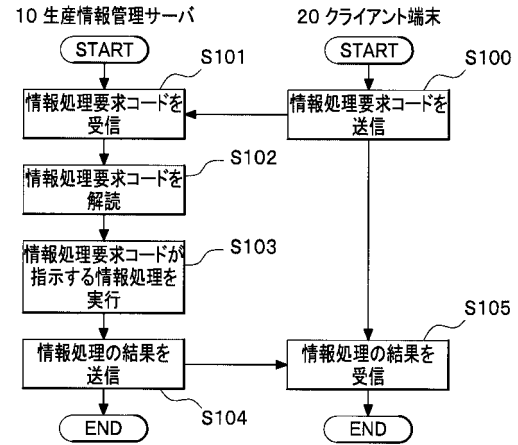 10 生産情報管理サーバ
20 クライアント端末
START
START
S101
S100
情報処理要求コードを
受信
情報処理要求コードを
送信
S102
情報処理要求コードを
解読
S103
情報処理要求コードが
指示する情報処理を
実行
S105
情報処理の結果を
送信
情報処理の結果を
受信
S104
END
END